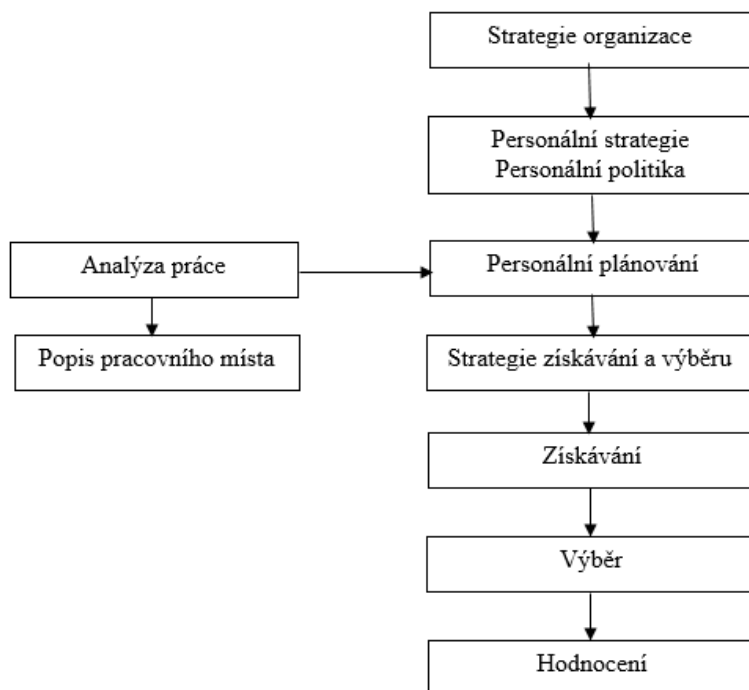 Strategie organizace
Personální strategie
Personální politika
Analýza práce
Personální plánování
Popis pracovního místa
Strategie získávání a výběru
Získávání
Výběr
Hodnocení